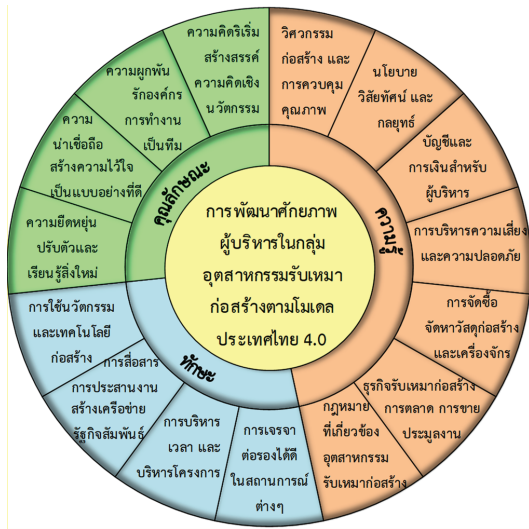 การพัฒนาศักยภาพ
ผู้บริหารในกลุ่ม
อุตสาหกรรมรับเหมา
ก่อสร้างตามโมเดล
ประเทศไทย 4.0
ความรู้
วิศวกรรม
ก่อสร้าง และ
การควบคุม
คุณภาพ
นโยบาย
วิสัยทัศน์ และ
กลยุทธ์
บัญชีและ
การเงินสำหรับ
ผู้บริหาร
การบริหารความเสี่ยง
และความปลอดภัย
การจัดซื้อ
จัดหาวัสดุก่อสร้าง
และเครื่องจักร
ธุรกิจรับเหมาก่อสร้าง
การตลาด การขาย
ประมูลงาน
กฎหมาย
ที่เกี่ยวข้อง
อุตสาหกรรม
รับเหมาก่อสร้าง
ทักษะ
การเจรจา
ต่อรองได้ดี
ในสถานการณ์
ต่างๆ
การบริหาร
เวลา และ
บริหารโครงการ
การสื่อสาร
การประสานงาน
สร้างเครือข่าย
รัฐกิจสัมพันธ์
การใช้นวัตกรรม
และเทคโนโลยี
ก่อสร้าง
คุณลักษณะ
ความยืดหยุ่น
ปรับตัวและ
เรียนรู้สิ่งใหม่
ความ
น่าเชื่อถือ
สร้างความไว้ใจ
เป็นแบบอย่างที่ดี
ความผูกพัน
รักองค์กร
การทำงาน
เป็นทีม
ความคิดริเริ่ม
สร้างสรรค์
ความคิดเชิง
นวัตกรรม